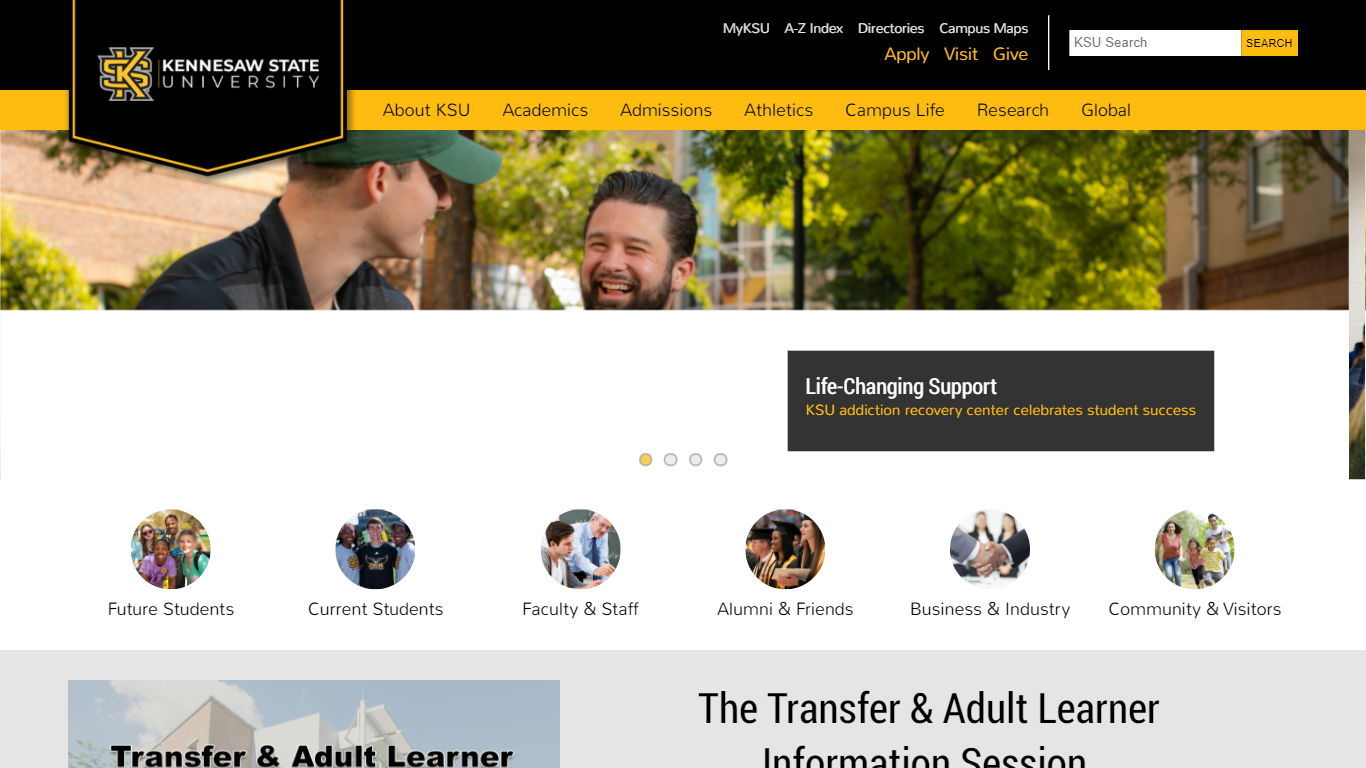 MyKSU A-Z Index Directories Campus Maps
Apply Visit Give
KSU Search
SEARCH
KENNESAW STATE
UNIVERSITY
About KSU Academics Admissions Athletics Campus Life Research Global
Life-Changing Support
KSU addiction recovery center celebrates student success
Future Students Current Students Faculty & Staff Alumni & Friends Business & Industry Community & Visitors
Transfer & Adult Learner
The Transfer & Adult Learner
Information Session